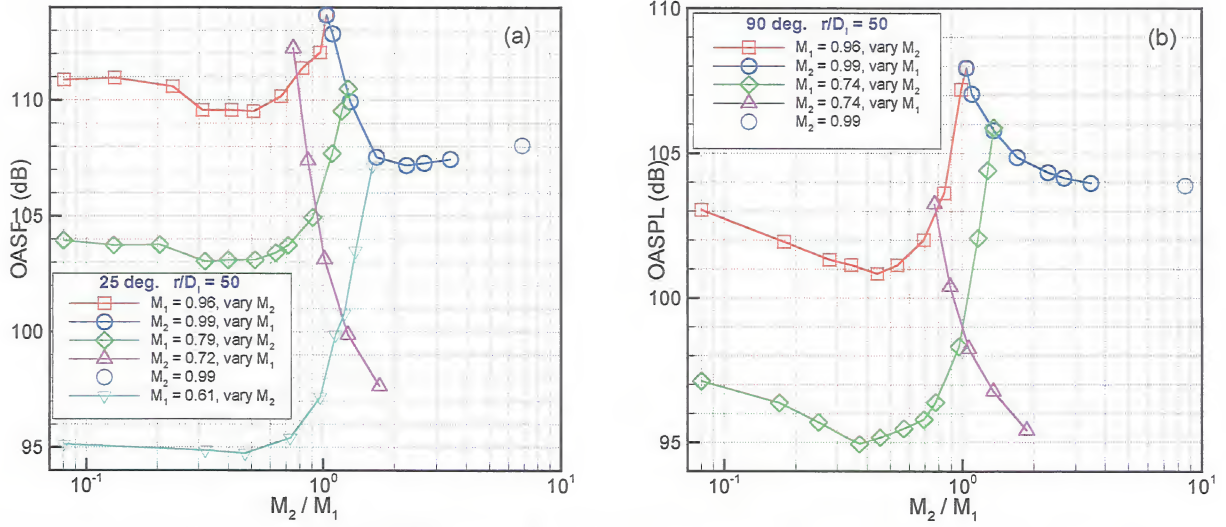 (a)
110
105
100
95
OASPL (dB)
25 deg. r/D₁ = 50
M₁ = 0.96, vary M₂
M₂ = 0.99, vary M₁
M₁ = 0.79, vary M₂
M₂ = 0.72, vary M₁
M₂ = 0.99
M₁ = 0.61, vary M₂
10⁻¹
10⁰
10¹
M₂ / M₁
(b)
110
105
100
95
OASPL (dB)
90 deg. r/D₁ = 50
M₁ = 0.96, vary M₂
M₂ = 0.99, vary M₁
M₁ = 0.74, vary M₂
M₂ = 0.74, vary M₁
M₂ = 0.99
10⁻¹
10⁰
10¹
M₂ / M₁